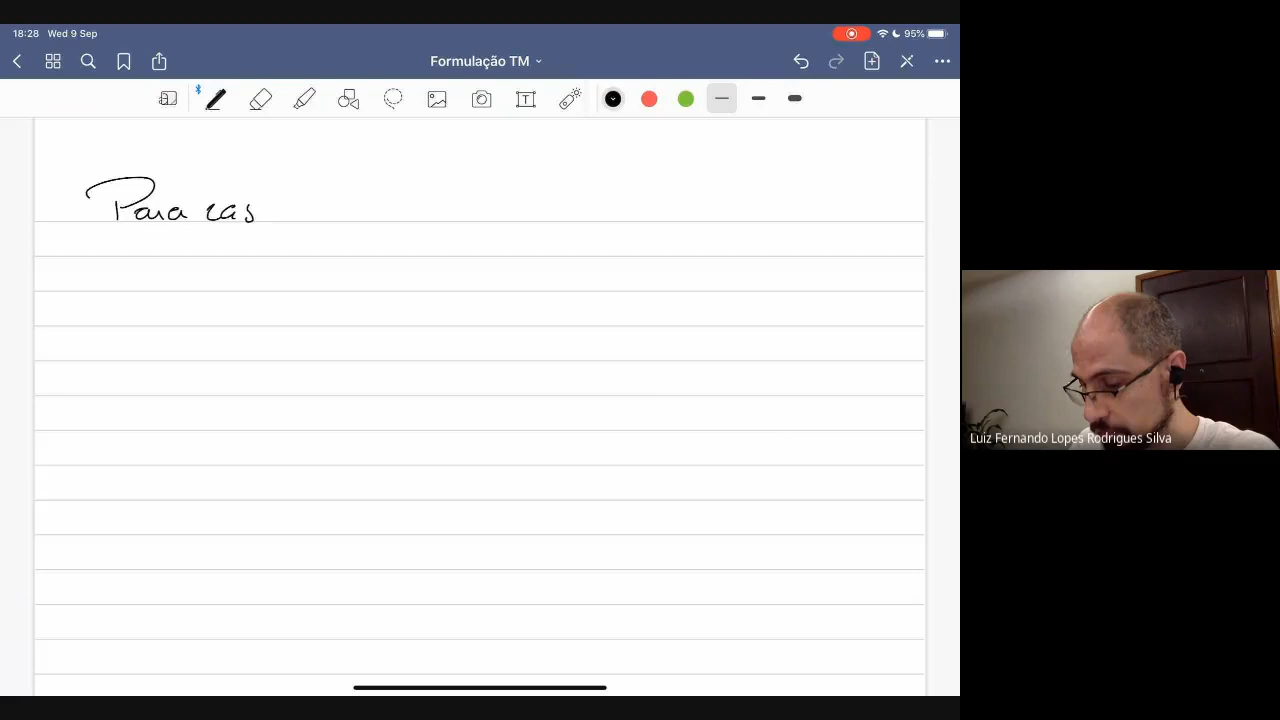 18:28 Wed 9 Sep 95%
Formulação TM
T
Para cas
Luiz Fernando Lopes Rodrigues Silva